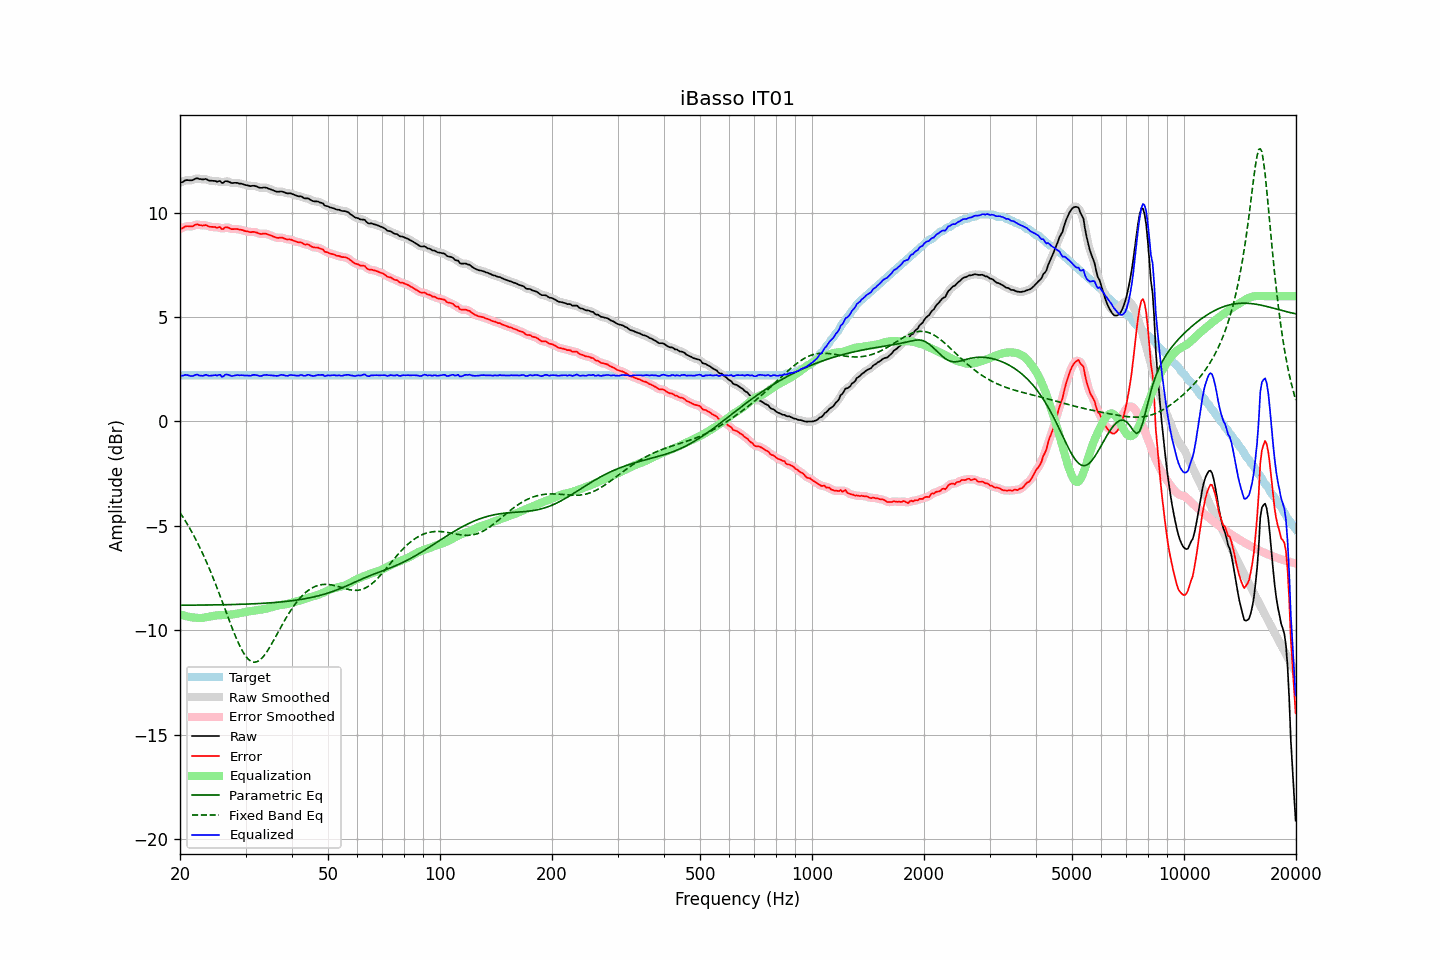 iBasso IT01
Amplitude (dBr)
10
5
0
−5
−10
−15
−20
Target
Raw Smoothed
Error Smoothed
Raw
Error
Equalization
Parametric Eq
Fixed Band Eq
Equalized
20 50 100 200 500 1000 2000 5000 10000 20000
Frequency (Hz)